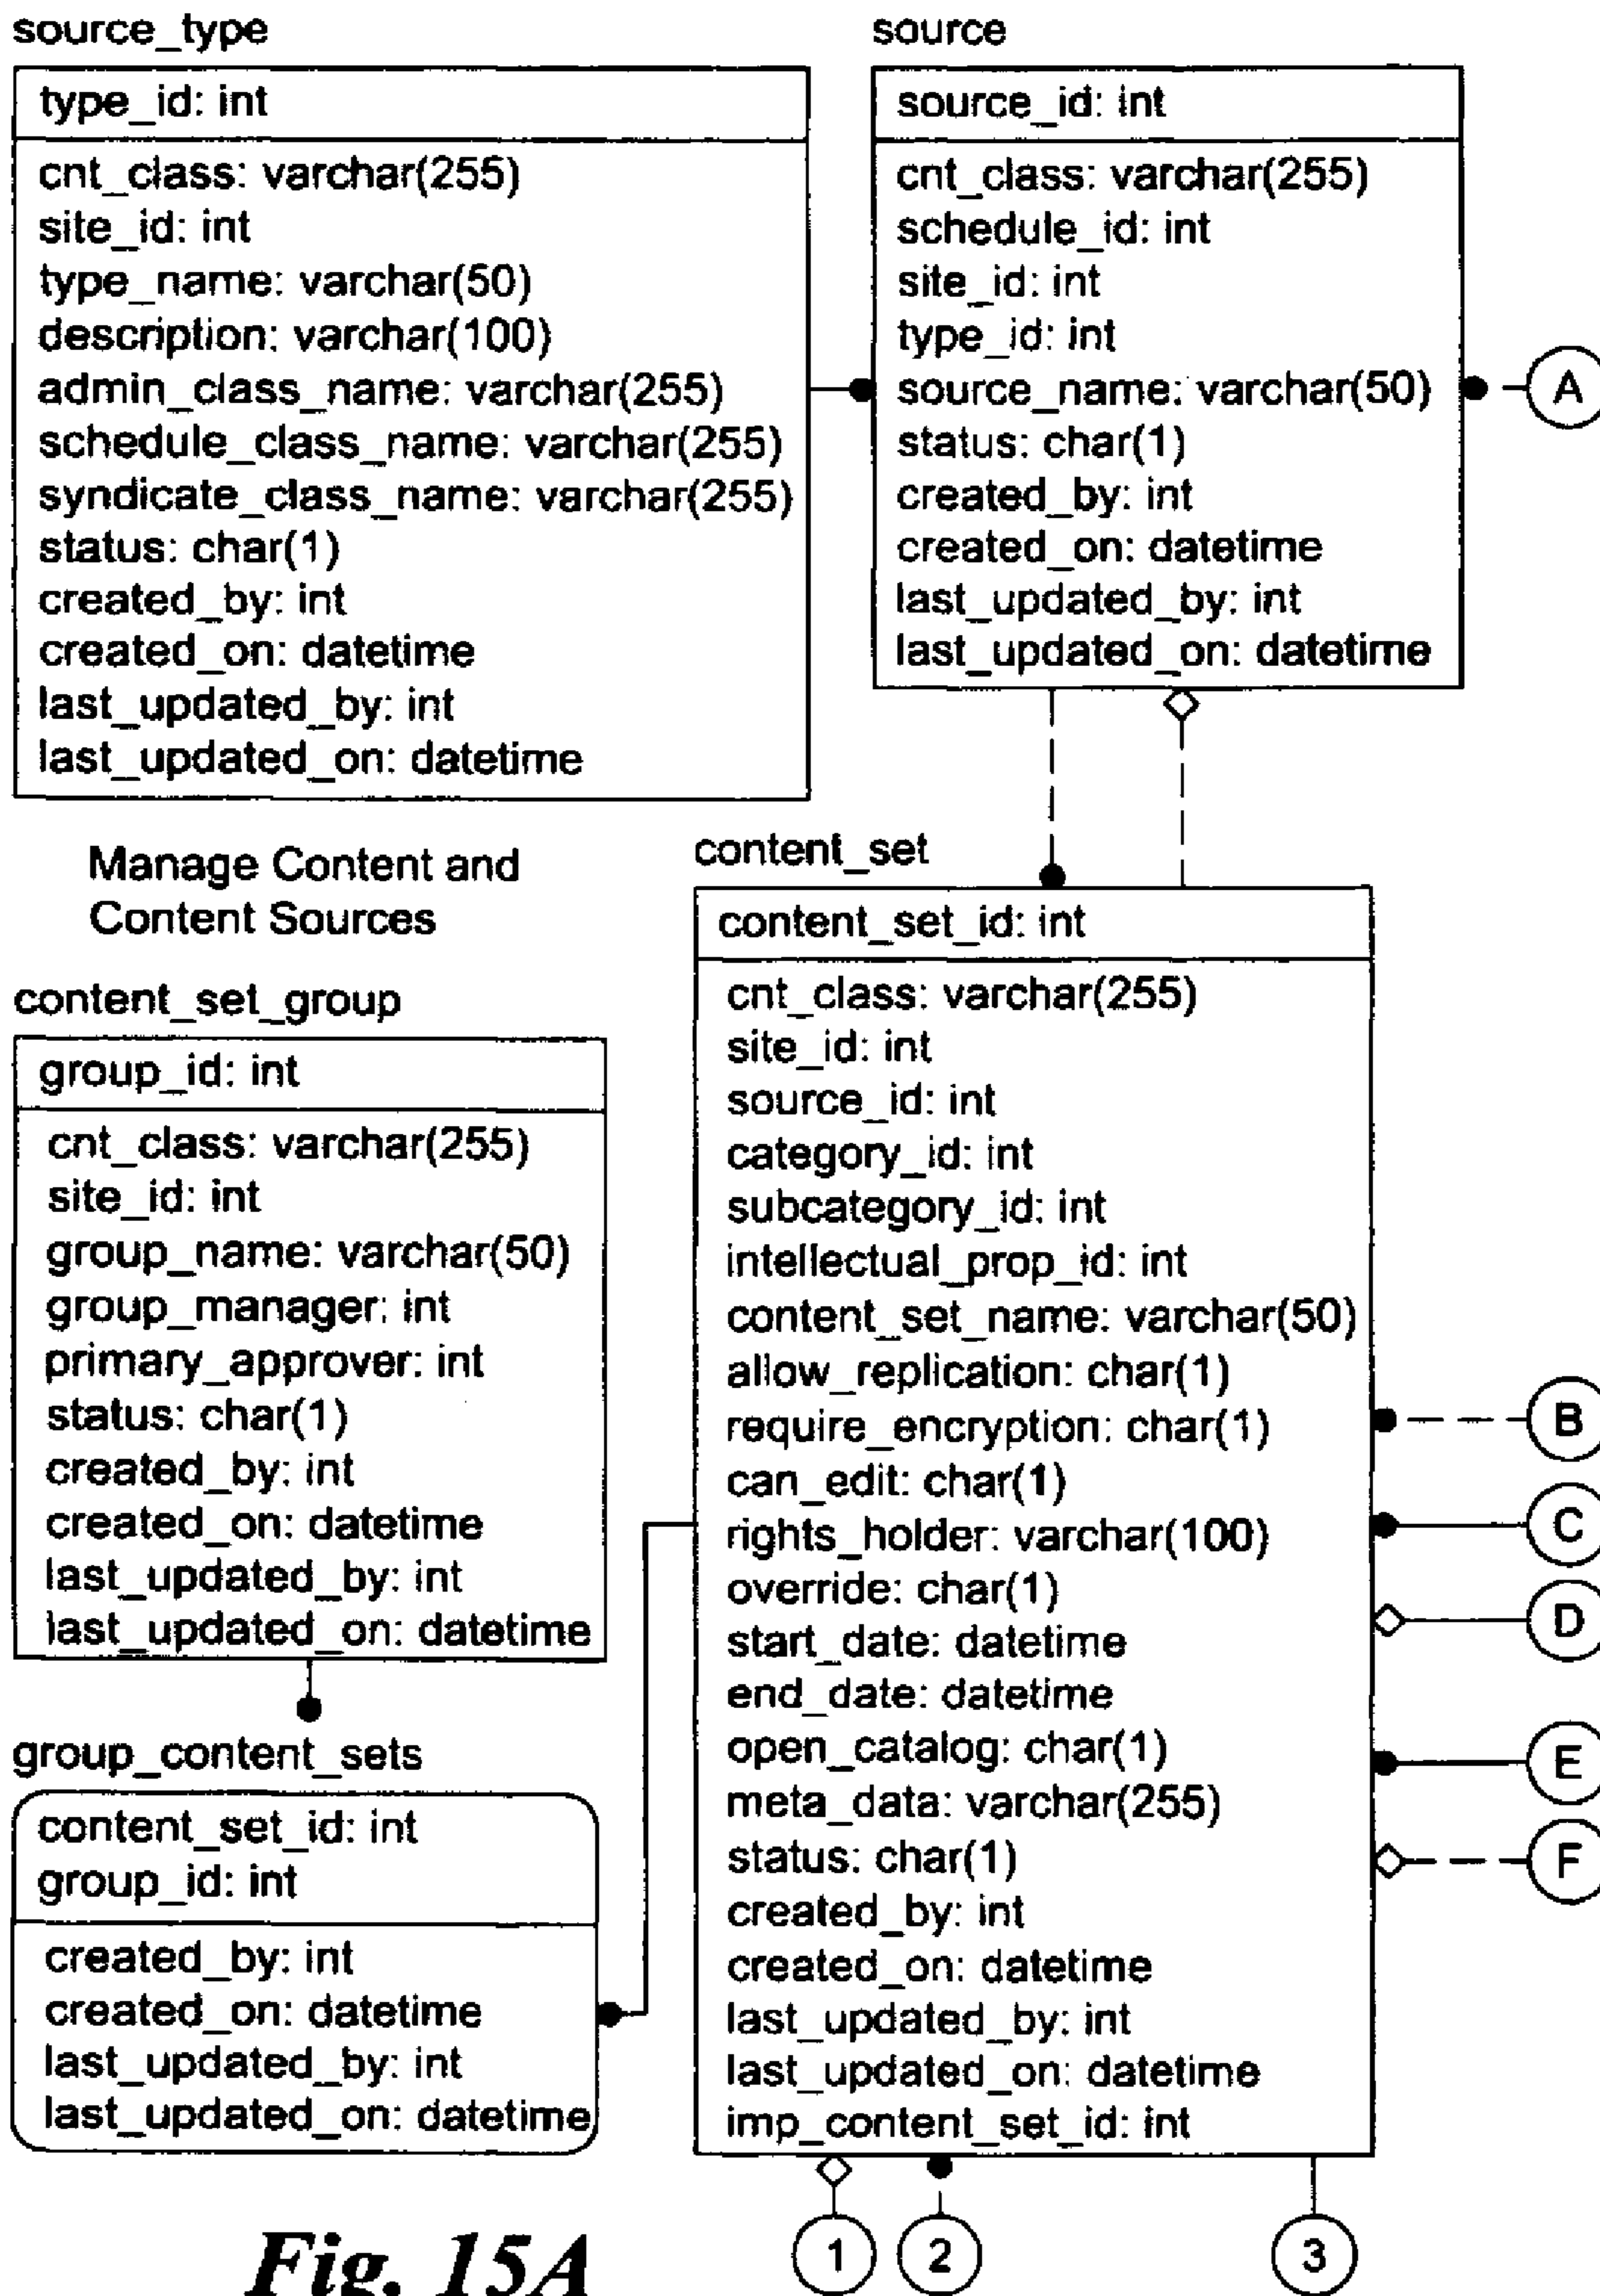 source_type
type_id: int
cnt_class: varchar(255)
site_id: int
type_name: varchar(50)
description: varchar(100)
admin_class_name: varchar(255)
schedule_class_name: varchar(255)
syndicate_class_name: varchar(255)
status: char(1)
created_by: int
created_on: datetime
last_updated_by: int
last_updated_on: datetime
source
source_id: int
cnt_class: varchar(255)
schedule_id: int
site_id: int
type_id: int
source_name: varchar(50)
status: char(1)
created_by: int
created_on: datetime
last_updated_by: int
last_updated_on: datetime
A
Manage Content and
Content Sources
content_set_group
group_id: int
cnt_class: varchar(255)
site_id: int
group_name: varchar(50)
group_manager: int
primary_approver: int
status: char(1)
created_by: int
created_on: datetime
last_updated_by: int
last_updated_on: datetime
group_content_sets
content_set_id: int
group_id: int
created_by: int
created_on: datetime
last_updated_by: int
last_updated_on: datetime
content_set
content_set_id: int
cnt_class: varchar(255)
site_id: int
source_id: int
category_id: int
subcategory_id: int
intellectual_prop_id: int
content_set_name: varchar(50)
allow_replication: char(1)
require_encryption: char(1)
can_edit: char(1)
rights_holder: varchar(100)
override: char(1)
start_date: datetime
end_date: datetime
open_catalog: char(1)
meta_data: varchar(255)
status: char(1)
created_by: int
created_on: datetime
last_updated_by: int
last_updated_on: datetime
imp_content_set_id: int
B
C
D
E
F
1
2
3
Fig. 15A